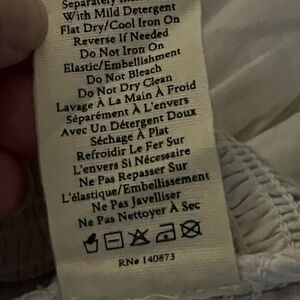 Separately
With Mild Detergent
Flat Dry/Cool Iron On
Reverse If Needed
Do Not Iron On
Elastic/Embellishment
Do Not Bleach
Do Not Dry Clean
Lavage À La Main À Froid
Séparément À L'envers
Avec Un Détergent Doux
Séchage À Plat
Refroidir Le Fer Sur
L'envers Si Nécessaire
Ne Pas Repasser Sur
L'élastique/Embellissement
Ne Pas Javelliser
Ne Pas Nettoyer À Sec
RN# 140873